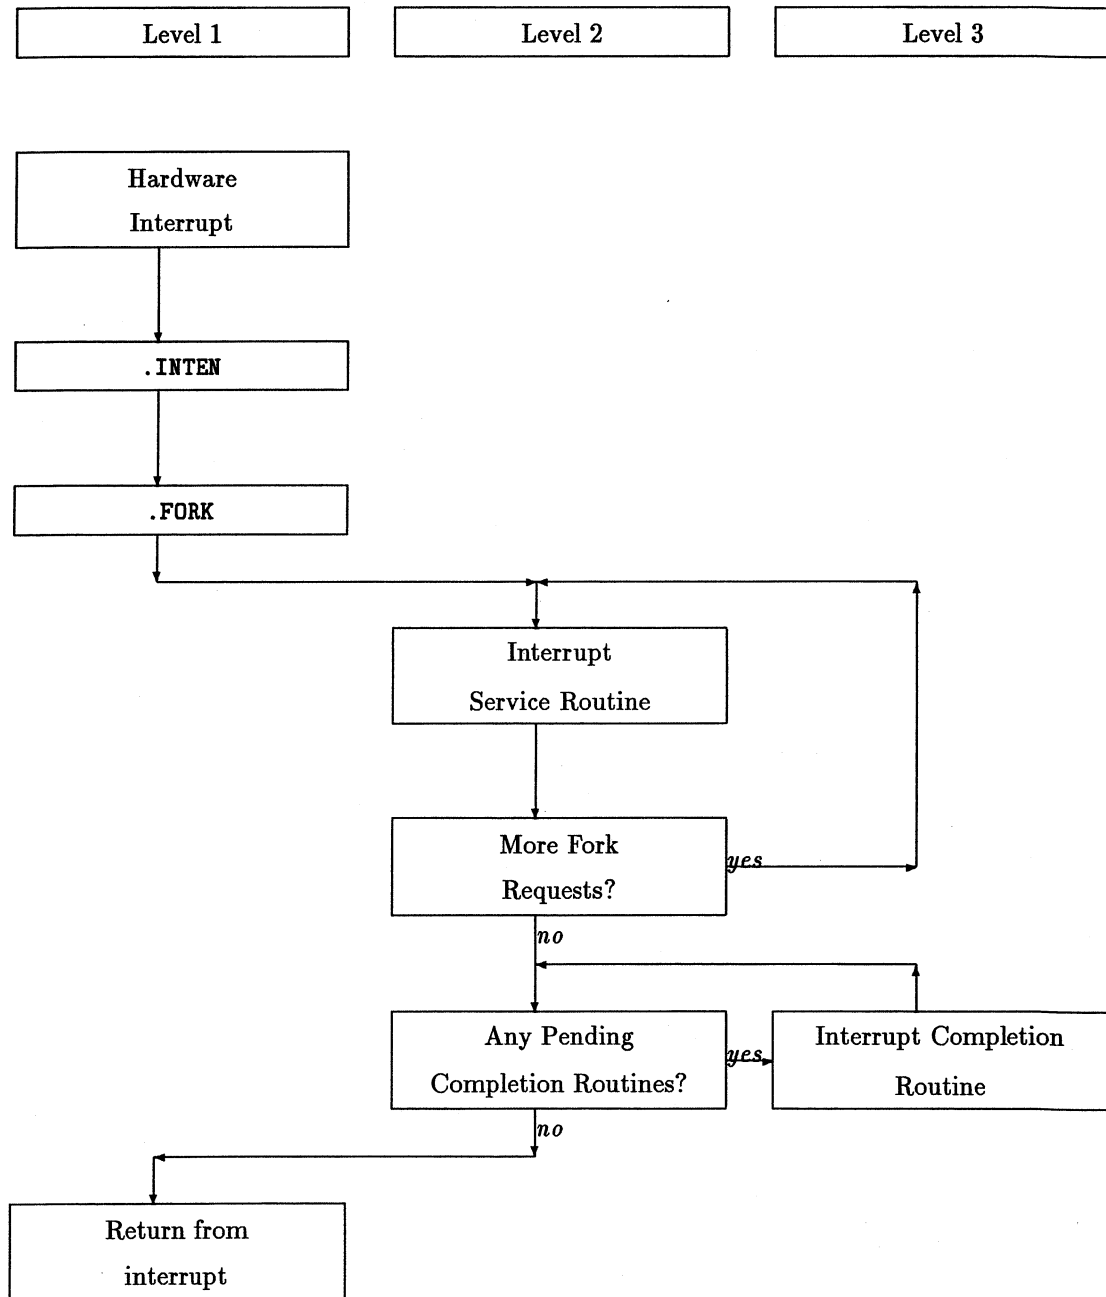 Level 1
Level 2
Level 3
Hardware
Interrupt
.INTEN
.FORK
Interrupt
Service Routine
More Fork
Requests?
yes
no
Any Pending
Completion Routines?
yes
Interrupt Completion
Routine
no
Return from
interrupt